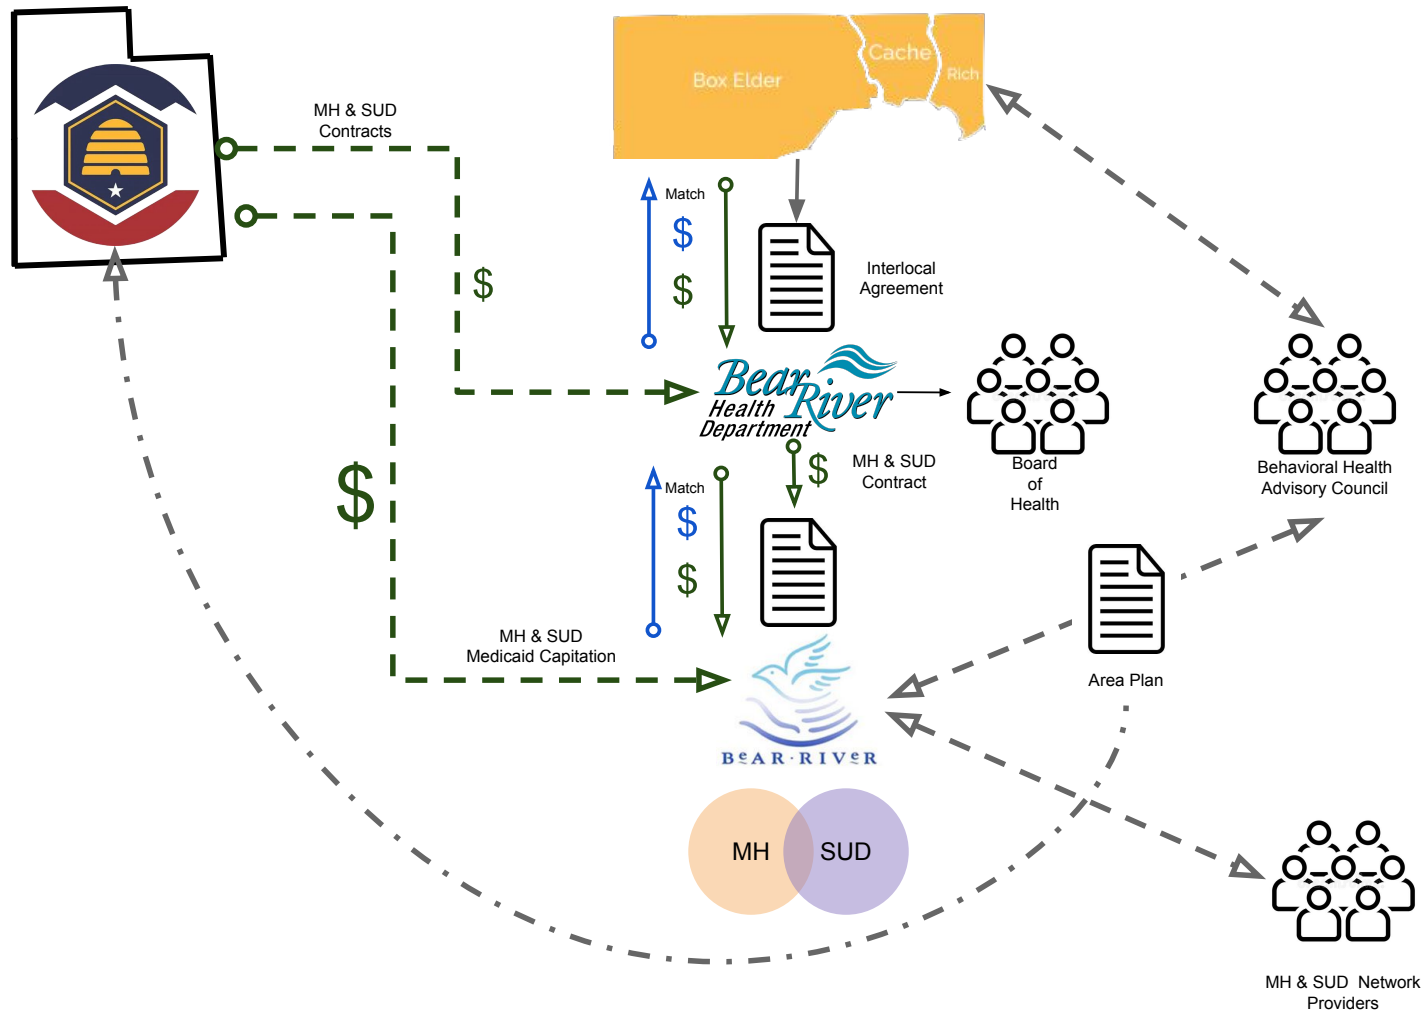 Box Elder
Cache
Rich
MH & SUD
Contracts
Match
$
$
$
Interlocal
Agreement
Bear
River
Health
Department
Board
of
Health
Behavioral Health
Advisory Council
MH & SUD
Contract
$
Match
$
$
$
MH & SUD
Medicaid Capitation
Area Plan
BEAR·RIVER
MH
SUD
MH & SUD  Network
Providers